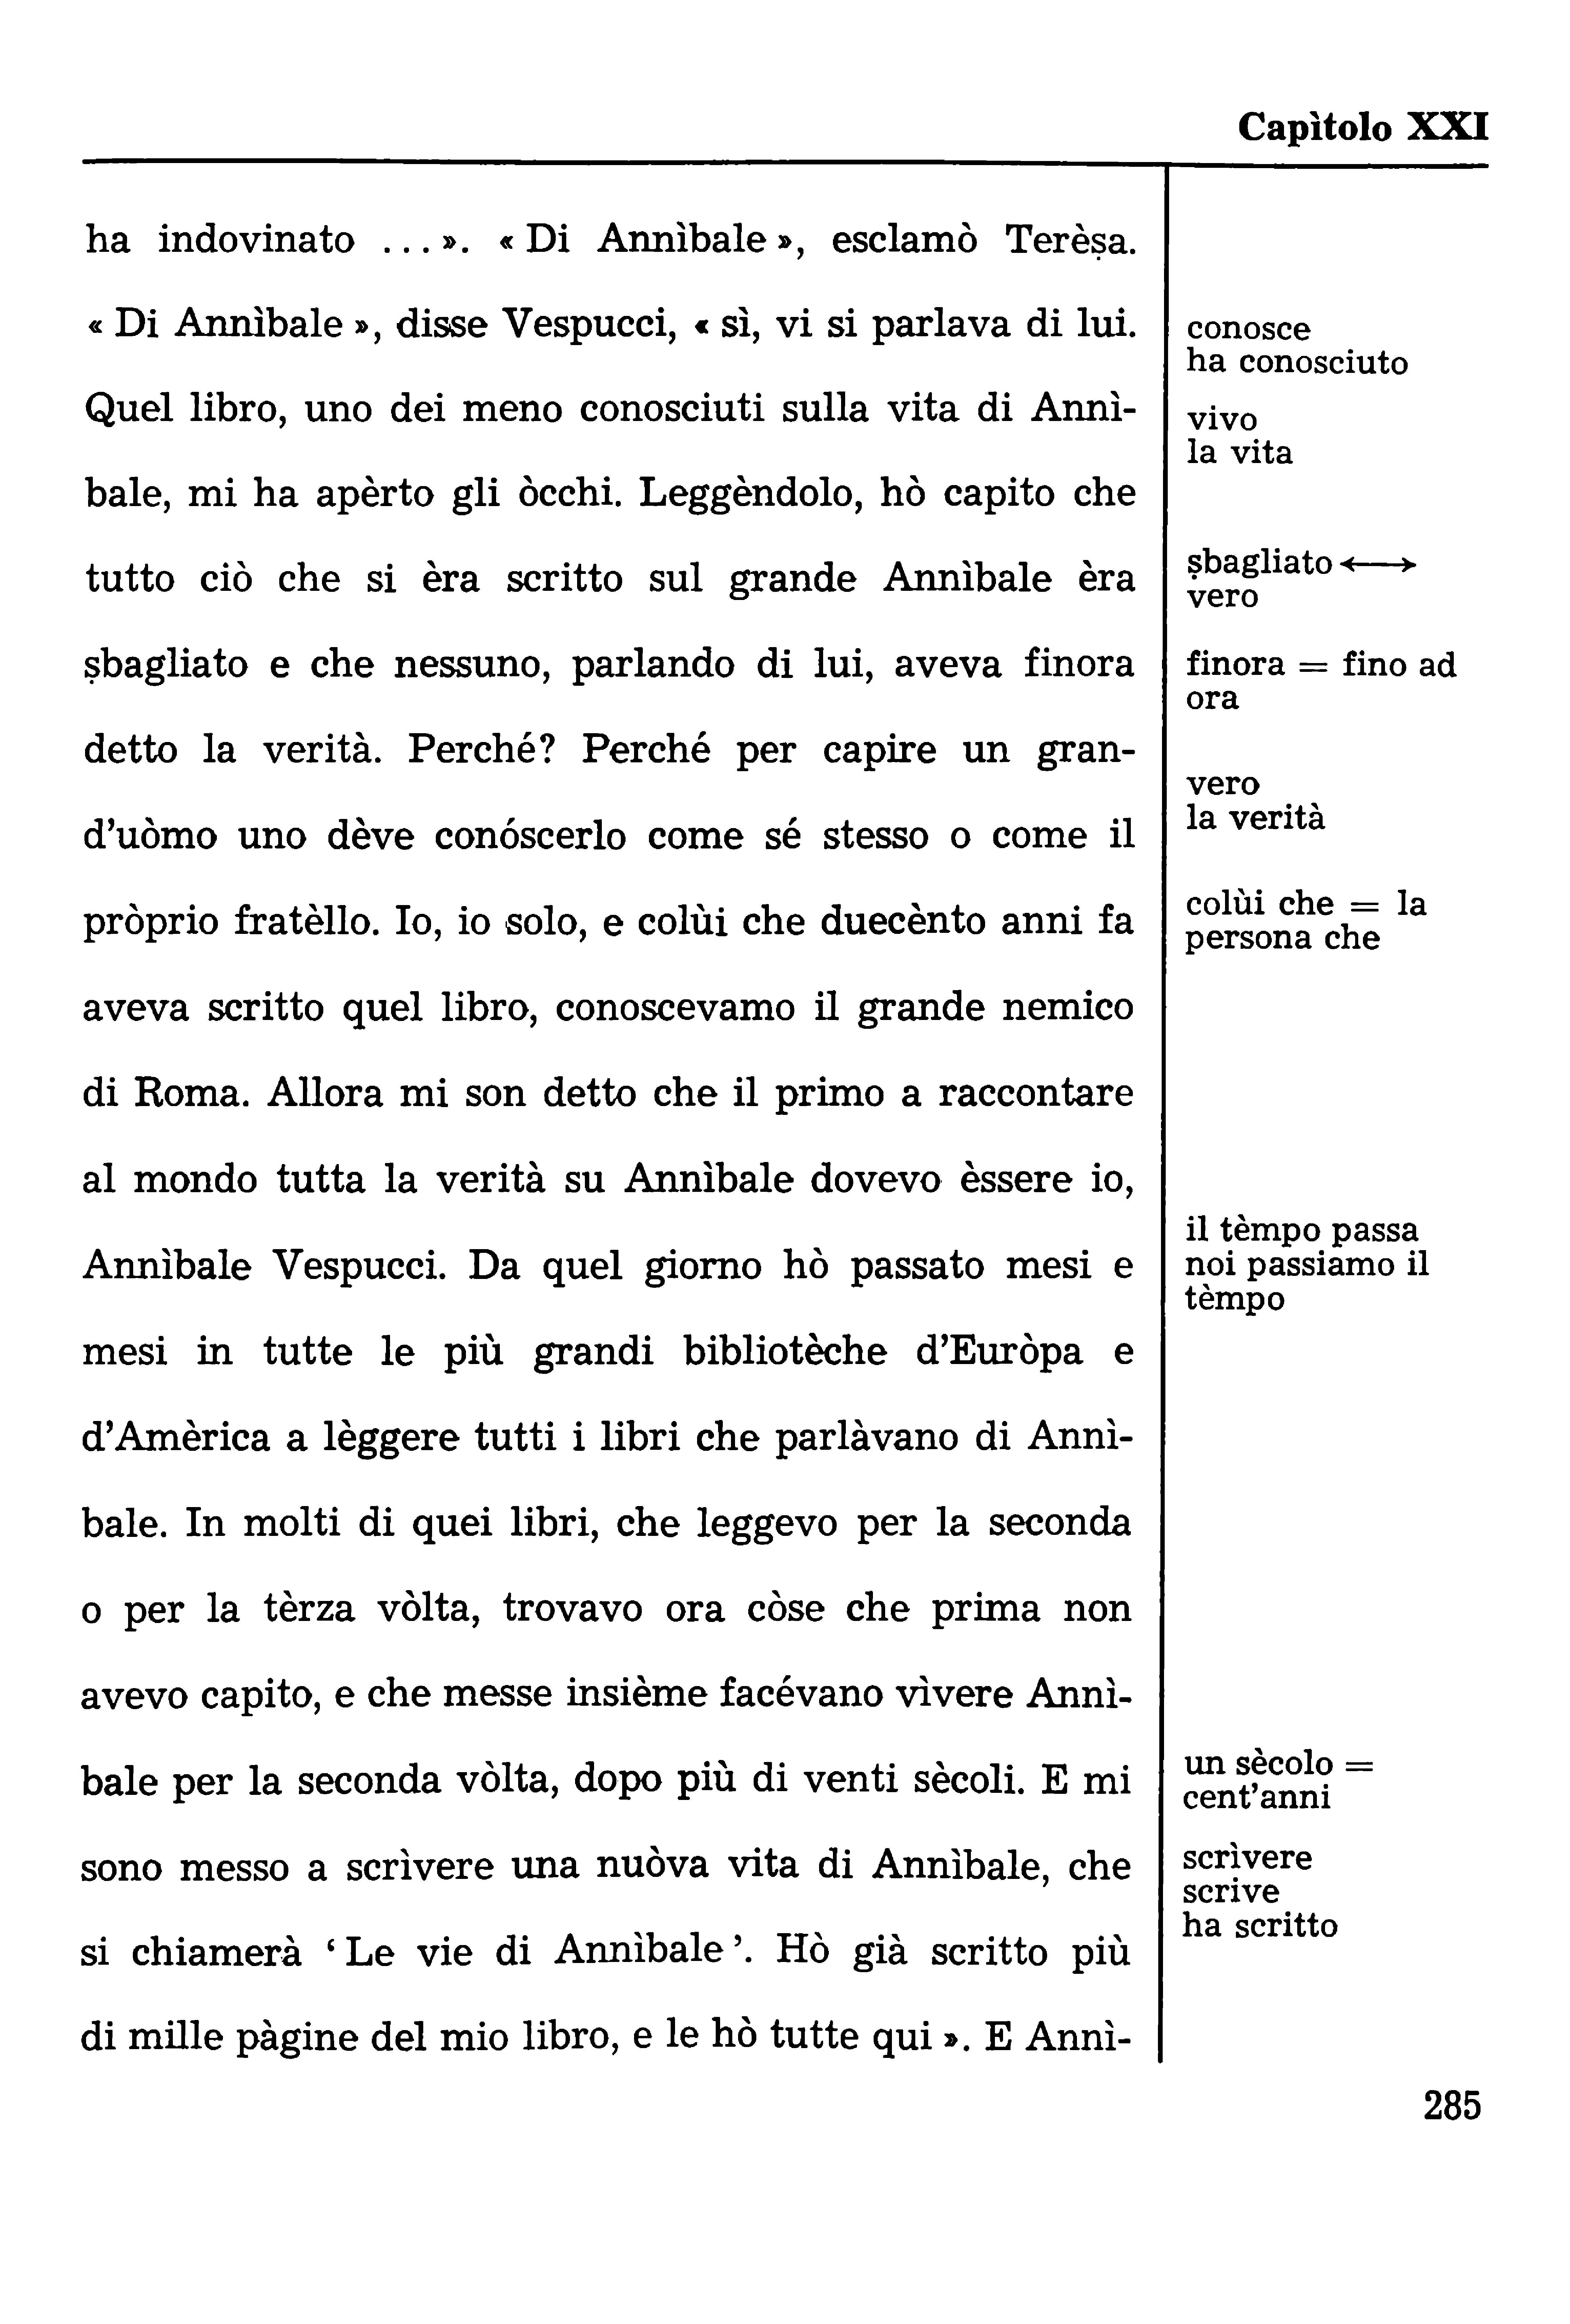 Capìtolo XXI
ha indovinato ... ». « Di Annìbale », esclamò Terèṣa.
« Di Annìbale », disse Vespucci, « sì, vi si parlava di lui.
Quel libro, uno dei meno conosciuti sulla vita di Annì-
bale, mi ha apèrto gli òcchi. Leggèndolo, hò capito che
tutto ciò che si èra scritto sul grande Annìbale èra
ṣbagliato e che nessuno, parlando di lui, aveva finora
detto la verità. Perché? Perché per capire un gran-
d'uòmo uno dève conóscerlo come sé stesso o come il
pròprio fratèllo. Io, io solo, e colùi che duecènto anni fa
aveva scritto quel libro, conoscevamo il grande nemico
di Roma. Allora mi son detto che il primo a raccontare
al mondo tutta la verità su Annìbale dovevo èssere io,
Annìbale Vespucci. Da quel giorno hò passato mesi e
mesi in tutte le più grandi bibliotèche d'Euròpa e
d'Amèrica a lèggere tutti i libri che parlàvano di Annì-
bale. In molti di quei libri, che leggevo per la seconda
o per la tèrza vòlta, trovavo ora còse che prima non
avevo capito, e che messe insième facévano vìvere Annì-
bale per la seconda vòlta, dopo più di venti sècoli. E mi
sono messo a scrìvere una nuòva vita di Annìbale, che
si chiamerà ‘ Le vie di Annìbale ’. Hò già scritto più
di mille pàgine del mio libro, e le hò tutte qui ». E Annì-
conosce
ha conosciuto
vivo
la vita
ṣbagliato ←→
vero
finora = fino ad
ora
vero
la verità
colùi che = la
persona che
il tèmpo passa
noi passiamo il
tèmpo
un sècolo =
cent'anni
scrìvere
scrive
ha scritto
285